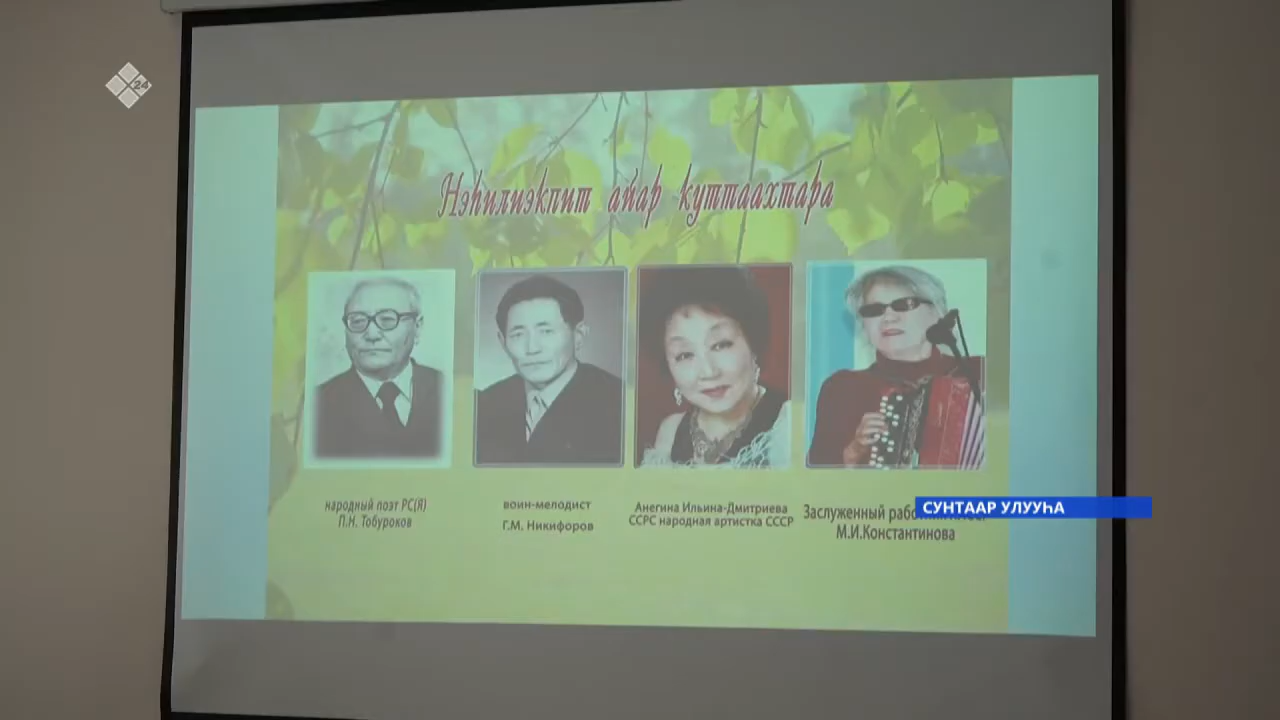 24
Нэһилиэкпит айар куттаахтара
народный поэт РС(Я)
П.Н. Тобуроков
воин-мелодист
Г.М. Никифоров
Анегина Ильина-Дмитриева
ССРС народная артистка СССР
Заслуженный
М.И.Константинова
СУНТААР УЛУУҺА